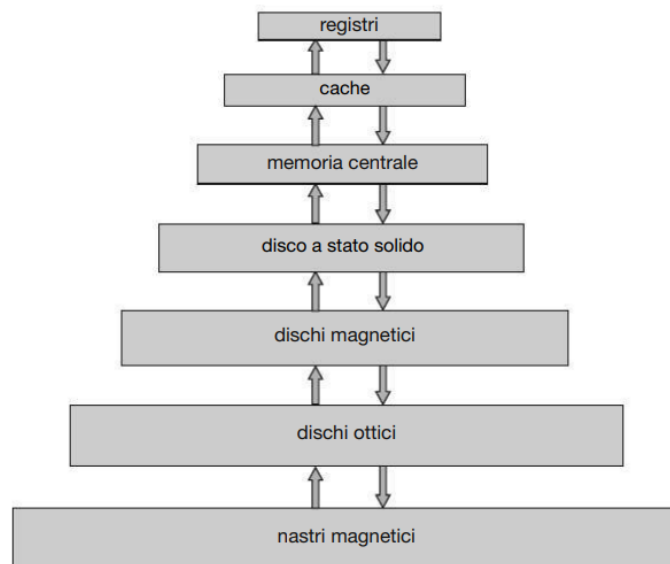 registri
cache
memoria centrale
disco a stato solido
dischi magnetici
dischi ottici
nastri magnetici